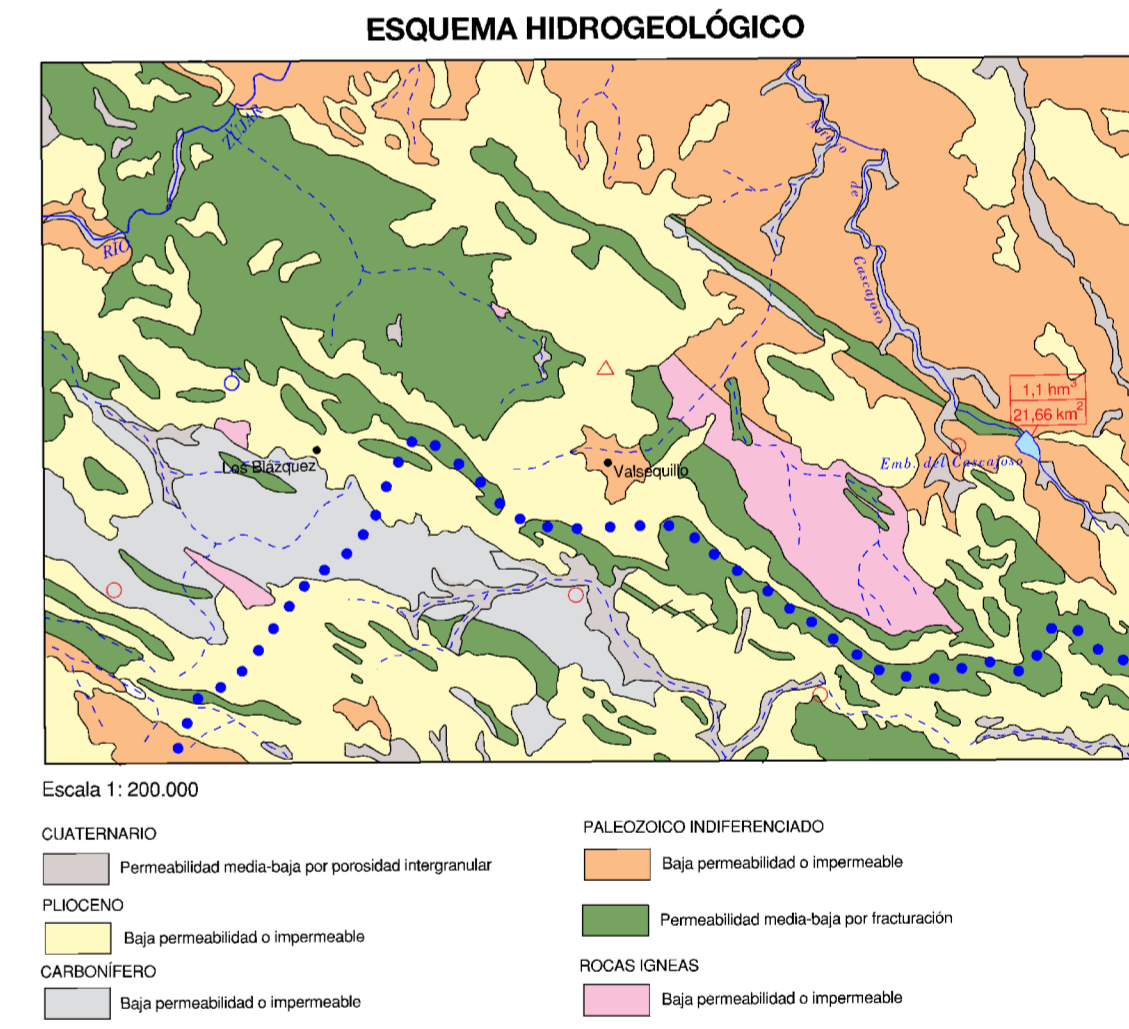 ESQUEMA HIDROGEOLÓGICO
ZÚJAR
RÍO
Arroyo
de
Cascajoso
1,1 hm³
21,66 km²
Emb. del Cascajoso
Los Blázquez
Valsequillo
Escala 1: 200.000
CUATERNARIO
Permeabilidad media-baja por porosidad intergranular
PLIOCENO
Baja permeabilidad o impermeable
CARBONÍFERO
Baja permeabilidad o impermeable
PALEOZOICO INDIFERENCIADO
Baja permeabilidad o impermeable
Permeabilidad media-baja por fracturación
ROCAS IGNEAS
Baja permeabilidad o impermeable